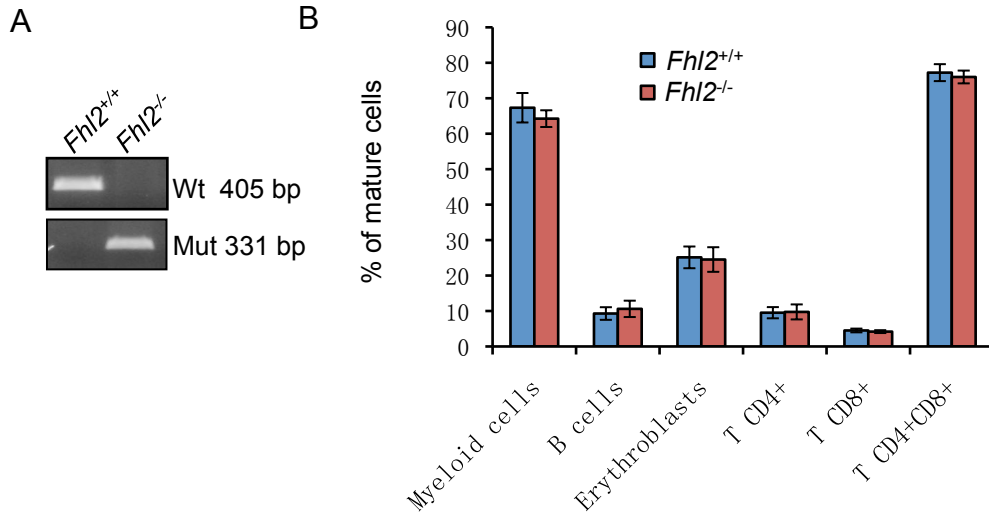 A
Fhl2+/+
Fhl2-/-
Wt 405 bp
Mut 331 bp
B
% of mature cells
90
80
70
60
50
40
30
20
10
0
Fhl2+/+
Fhl2-/-
Myeloid cells
B cells
Erythroblasts
T CD4+
T CD8+
T CD4+CD8+